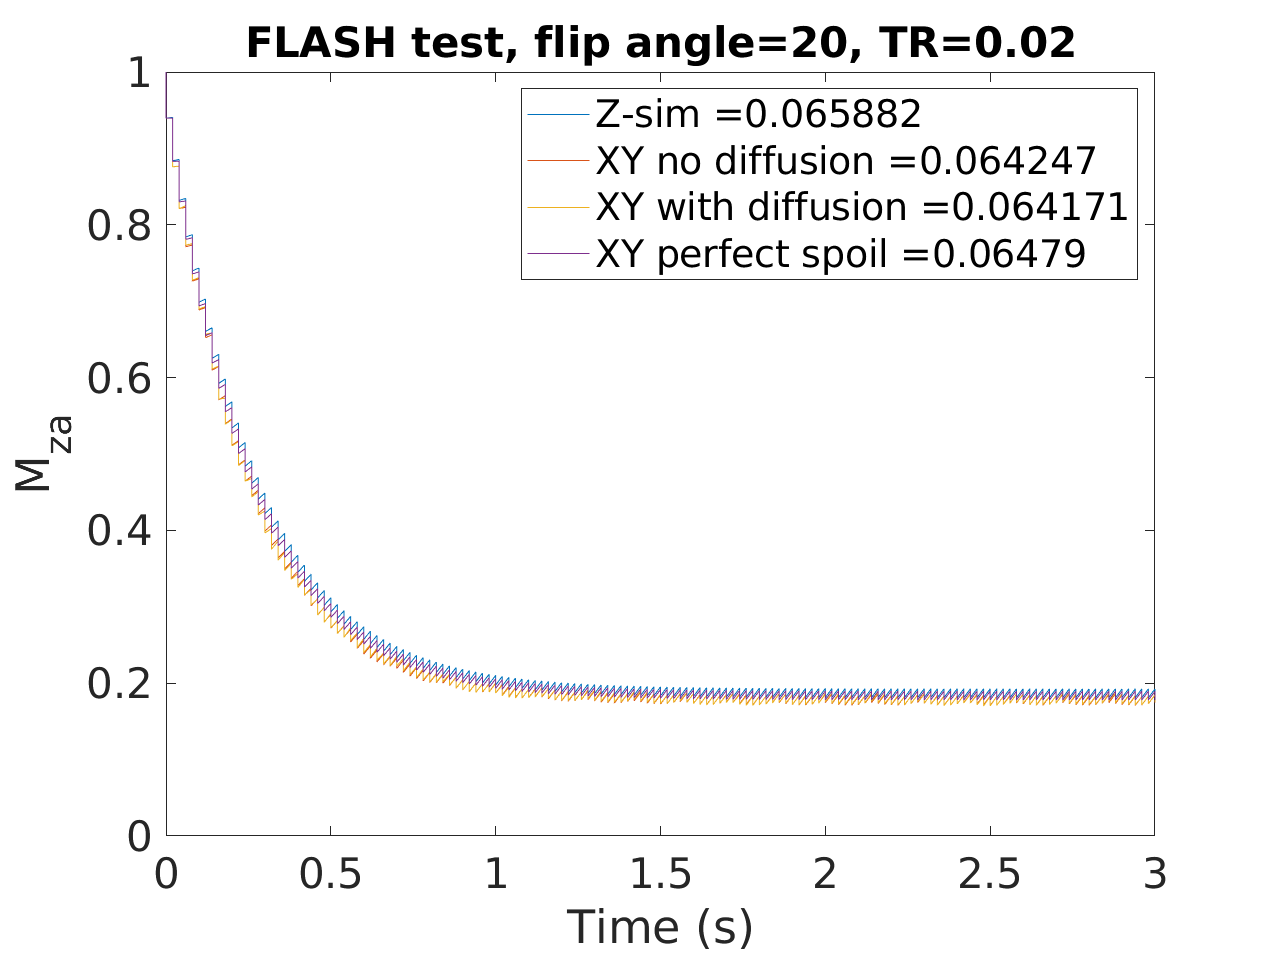 FLASH test, flip angle=20, TR=0.02
Z-sim =0.065882
XY no diffusion =0.064247
XY with diffusion =0.064171
XY perfect spoil =0.06479
1
0.8
0.6
0.4
0.2
0
M_za
0 0.5 1 1.5 2 2.5 3
Time (s)